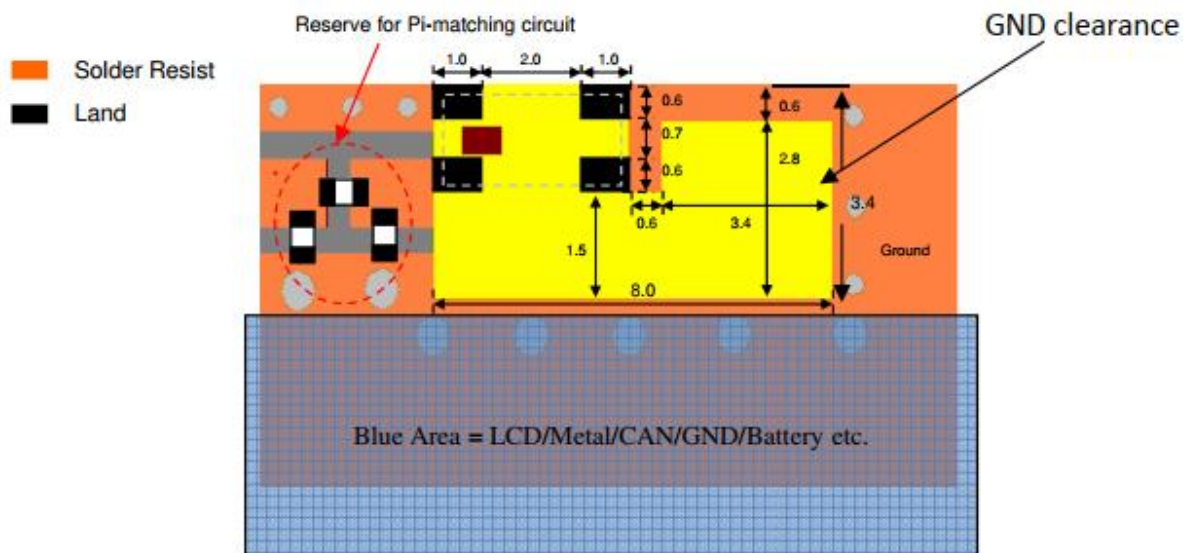 Reserve for Pi-matching circuit
GND clearance
Solder Resist
Land
1.0
2.0
1.0
0.6
0.7
0.6
0.6
2.8
0.6
3.4
3.4
1.5
Ground
8.0
Blue Area = LCD/Metal/CAN/GND/Battery etc.